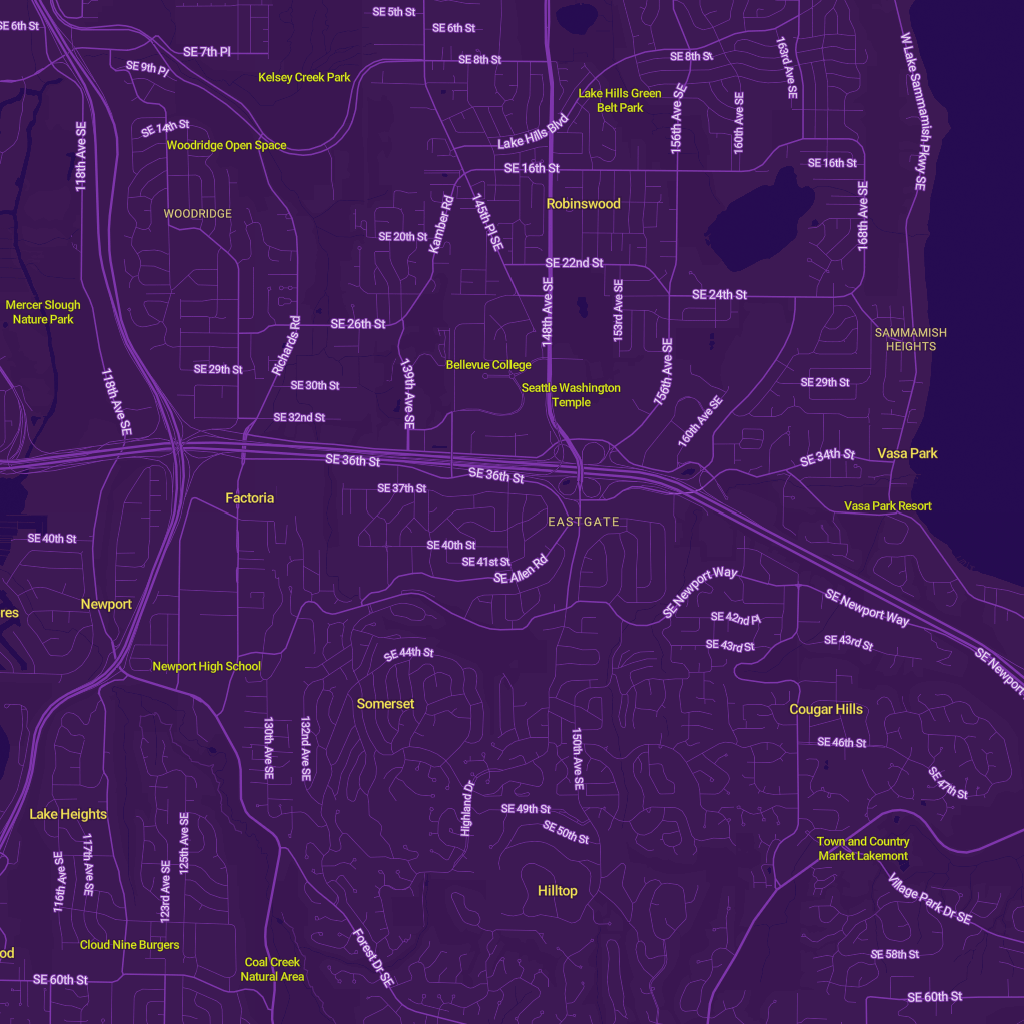 SE 5th St
SE 6th St
SE 6th St
SE 7th Pl
SE 8th St
SE 8th St
163rd Ave SE
W Lake Sammamish Pkwy SE
SE 9th Pl
Kelsey Creek Park
Lake Hills Green
Belt Park
156th Ave SE
160th Ave SE
SE 14th St
Lake Hills Blvd
Woodridge Open Space
118th Ave SE
SE 16th St
SE 16th St
Robinswood
WOODRIDGE
Kamber Rd
145th Pl SE
168th Ave SE
SE 20th St
SE 22nd St
SE 24th St
Mercer Slough
Nature Park
148th Ave SE
153rd Ave SE
SE 26th St
Richards Rd
SAMMAMISH
HEIGHTS
SE 29th St
Bellevue College
139th Ave SE
156th Ave SE
SE 30th St
SE 29th St
Seattle Washington
Temple
118th Ave SE
SE 32nd St
160th Ave SE
SE 36th St
SE 36th St
SE 34th St
Vasa Park
SE 37th St
Factoria
Vasa Park Resort
EASTGATE
SE 40th St
SE 40th St
SE 41st St
SE Allen Rd
SE Newport Way
Newport
res
SE Newport Way
SE 42nd Pl
SE 43rd St
SE 43rd St
SE 44th St
Newport High School
SE Newport
Somerset
Cougar Hills
130th Ave SE
132nd Ave SE
150th Ave SE
SE 46th St
SE 47th St
Highland Dr
Lake Heights
SE 49th St
SE 50th St
125th Ave SE
117th Ave SE
116th Ave SE
Town and Country
Market Lakemont
123rd Ave SE
Hilltop
Village Park Dr SE
Cloud Nine Burgers
od
Forest Dr SE
SE 58th St
Coal Creek
Natural Area
SE 60th St
SE 60th St